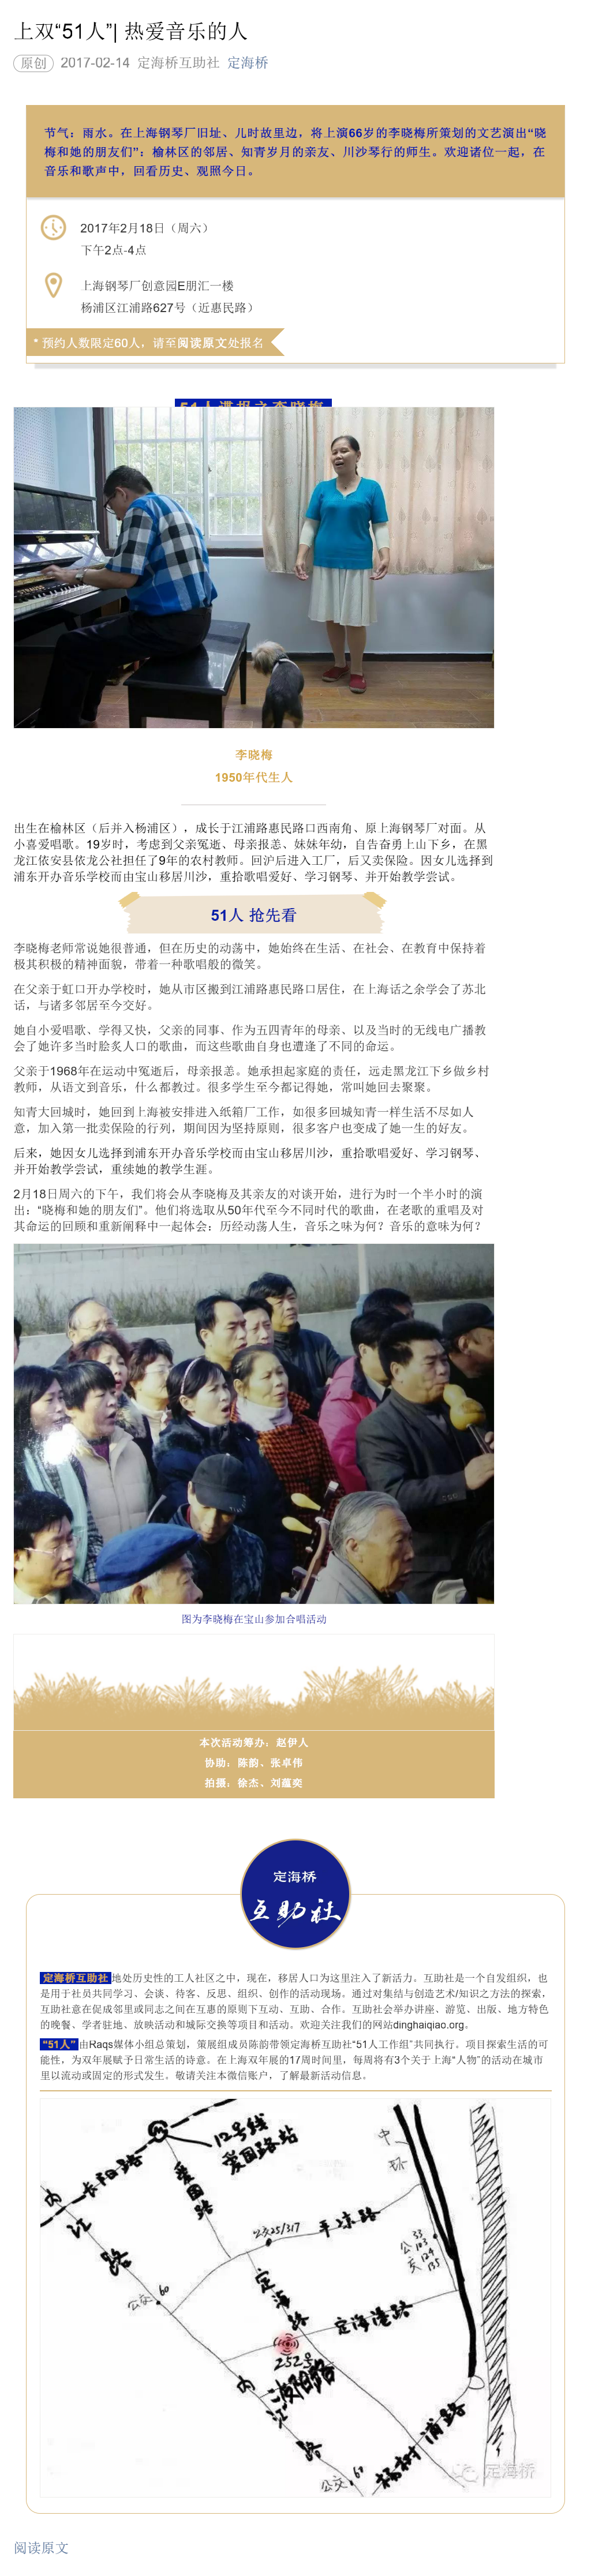 上双“51人”| 热爱音乐的人
原创 2017-02-14 定海桥互助社 定海桥
节气：雨水。在上海钢琴厂旧址、儿时故里边，将上演66岁的李晓梅所策划的文艺演出“晓
梅和她的朋友们”：榆林区的邻居、知青岁月的亲友、川沙琴行的师生。欢迎诸位一起，在
音乐和歌声中，回看历史、观照今日。
2017年2月18日（周六）
下午2点-4点
上海钢琴厂创意园E朋汇一楼
杨浦区江浦路627号（近惠民路）
* 预约人数限定60人，请至阅读原文处报名
李晓梅
1950年代生人
出生在榆林区（后并入杨浦区），成长于江浦路惠民路口西南角、原上海钢琴厂对面。从
小喜爱唱歌。19岁时，考虑到父亲冤逝、母亲报恙、妹妹年幼，自告奋勇上山下乡，在黑
龙江依安县依龙公社担任了9年的农村教师。回沪后进入工厂，后又卖保险。因女儿选择到
浦东开办音乐学校而由宝山移居川沙，重拾歌唱爱好、学习钢琴、并开始教学尝试。
51人 抢先看
李晓梅老师常说她很普通，但在历史的动荡中，她始终在生活、在社会、在教育中保持着
极其积极的精神面貌，带着一种歌唱般的微笑。
在父亲于虹口开办学校时，她从市区搬到江浦路惠民路口居住，在上海话之余学会了苏北
话，与诸多邻居至今交好。
她自小爱唱歌、学得又快，父亲的同事、作为五四青年的母亲、以及当时的无线电广播教
会了她许多当时脍炙人口的歌曲，而这些歌曲自身也遭逢了不同的命运。
父亲于1968年在运动中冤逝后，母亲报恙。她承担起家庭的责任，远走黑龙江下乡做乡村
教师，从语文到音乐，什么都教过。很多学生至今都记得她，常叫她回去聚聚。
知青大回城时，她回到上海被安排进入纸箱厂工作，如很多回城知青一样生活不尽如人
意，加入第一批卖保险的行列，期间因为坚持原则，很多客户也变成了她一生的好友。
后来，她因女儿选择到浦东开办音乐学校而由宝山移居川沙，重拾歌唱爱好、学习钢琴、
并开始教学尝试，重续她的教学生涯。
2月18日周六的下午，我们将会从李晓梅及其亲友的对谈开始，进行为时一个半小时的演
出：“晓梅和她的朋友们”。他们将选取从50年代至今不同时代的歌曲，在老歌的重唱及对
其命运的回顾和重新阐释中一起体会：历经动荡人生，音乐之味为何？音乐的意味为何？
图为李晓梅在宝山参加合唱活动
本次活动筹办：赵伊人
协助：陈韵、张卓伟
拍摄：徐杰、刘蕴奕
定海桥
互助社
定海桥互助社地处历史性的工人社区之中，现在，移居人口为这里注入了新活力。互助社是一个自发组织，也
是用于社员共同学习、会谈、待客、反思、组织、创作的活动现场。通过对集结与创造艺术/知识之方法的探索，
互助社意在促成邻里或同志之间在互惠的原则下互动、互助、合作。互助社会举办讲座、游览、出版、地方特色
的晚餐、学者驻地、放映活动和城际交换等项目和活动。欢迎关注我们的网站dinghaiqiao.org。
“51人”由Raqs媒体小组总策划，策展组成员陈韵带领定海桥互助社“51人工作组”共同执行。项目探索生活的可
能性，为双年展赋予日常生活的诗意。在上海双年展的17周时间里，每周将有3个关于上海“人物”的活动在城市
里以流动或固定的形式发生。敬请关注本微信账户，了解最新活动信息。
12号线
爱国路站
长阳路
爱国路
中环
内江路
平凉路
公交25/317
公交
33
103
124
135
公交60
定海路
定海港路
252号
内江路
公交61
杨树浦路
定海桥
阅读原文